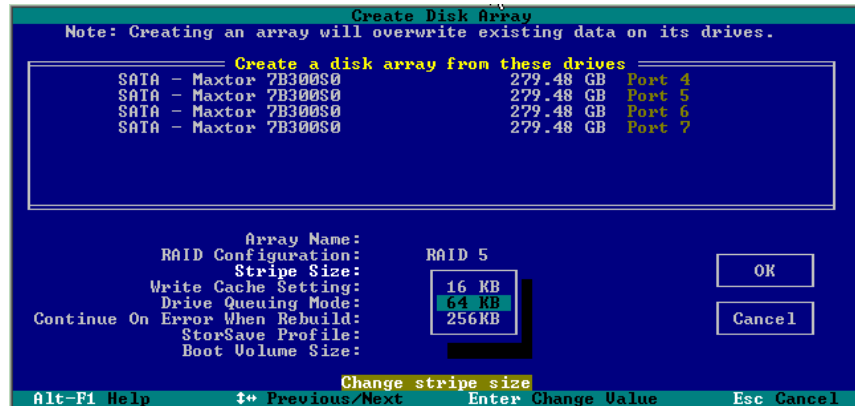 Create Disk Array
Note: Creating an array will overwrite existing data on its drives.
Create a disk array from these drives
SATA - Maxtor 7B300S0 279.48 GB Port 4
SATA - Maxtor 7B300S0 279.48 GB Port 5
SATA - Maxtor 7B300S0 279.48 GB Port 6
SATA - Maxtor 7B300S0 279.48 GB Port 7
Array Name:
RAID Configuration: RAID 5
Stripe Size:
Write Cache Setting: 16 KB
Drive Queuing Mode: 64 KB
Continue On Error When Rebuild: 256KB
StorSave Profile:
Boot Volume Size:
OK
Cancel
Change stripe size
Alt-F1 Help ↕↔ Previous/Next Enter Change Value Esc Cancel